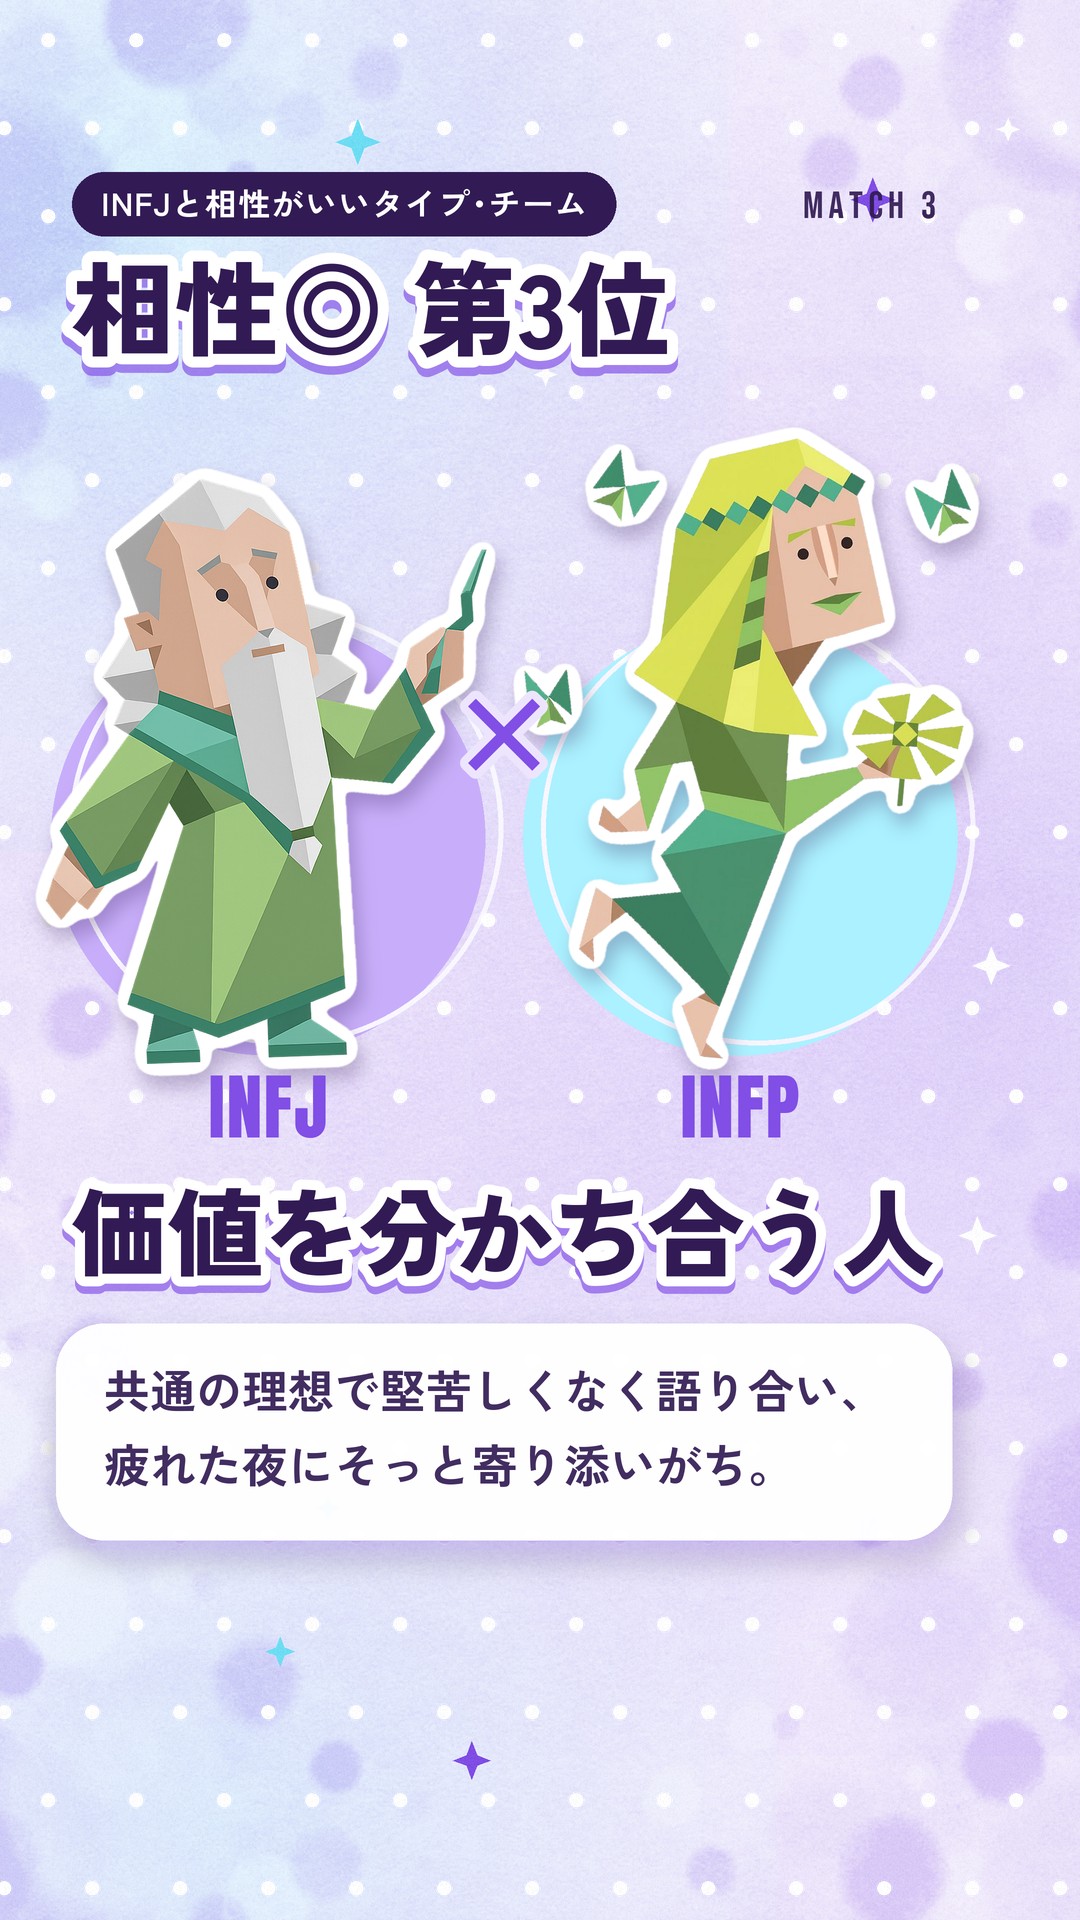 INFJと相性がいいタイプ・チーム
MATCH 3
相性◎ 第3位
×
INFJ
INFP
価値を分かち合う人
共通の理想で堅苦しくなく語り合い、
疲れた夜にそっと寄り添いがち。